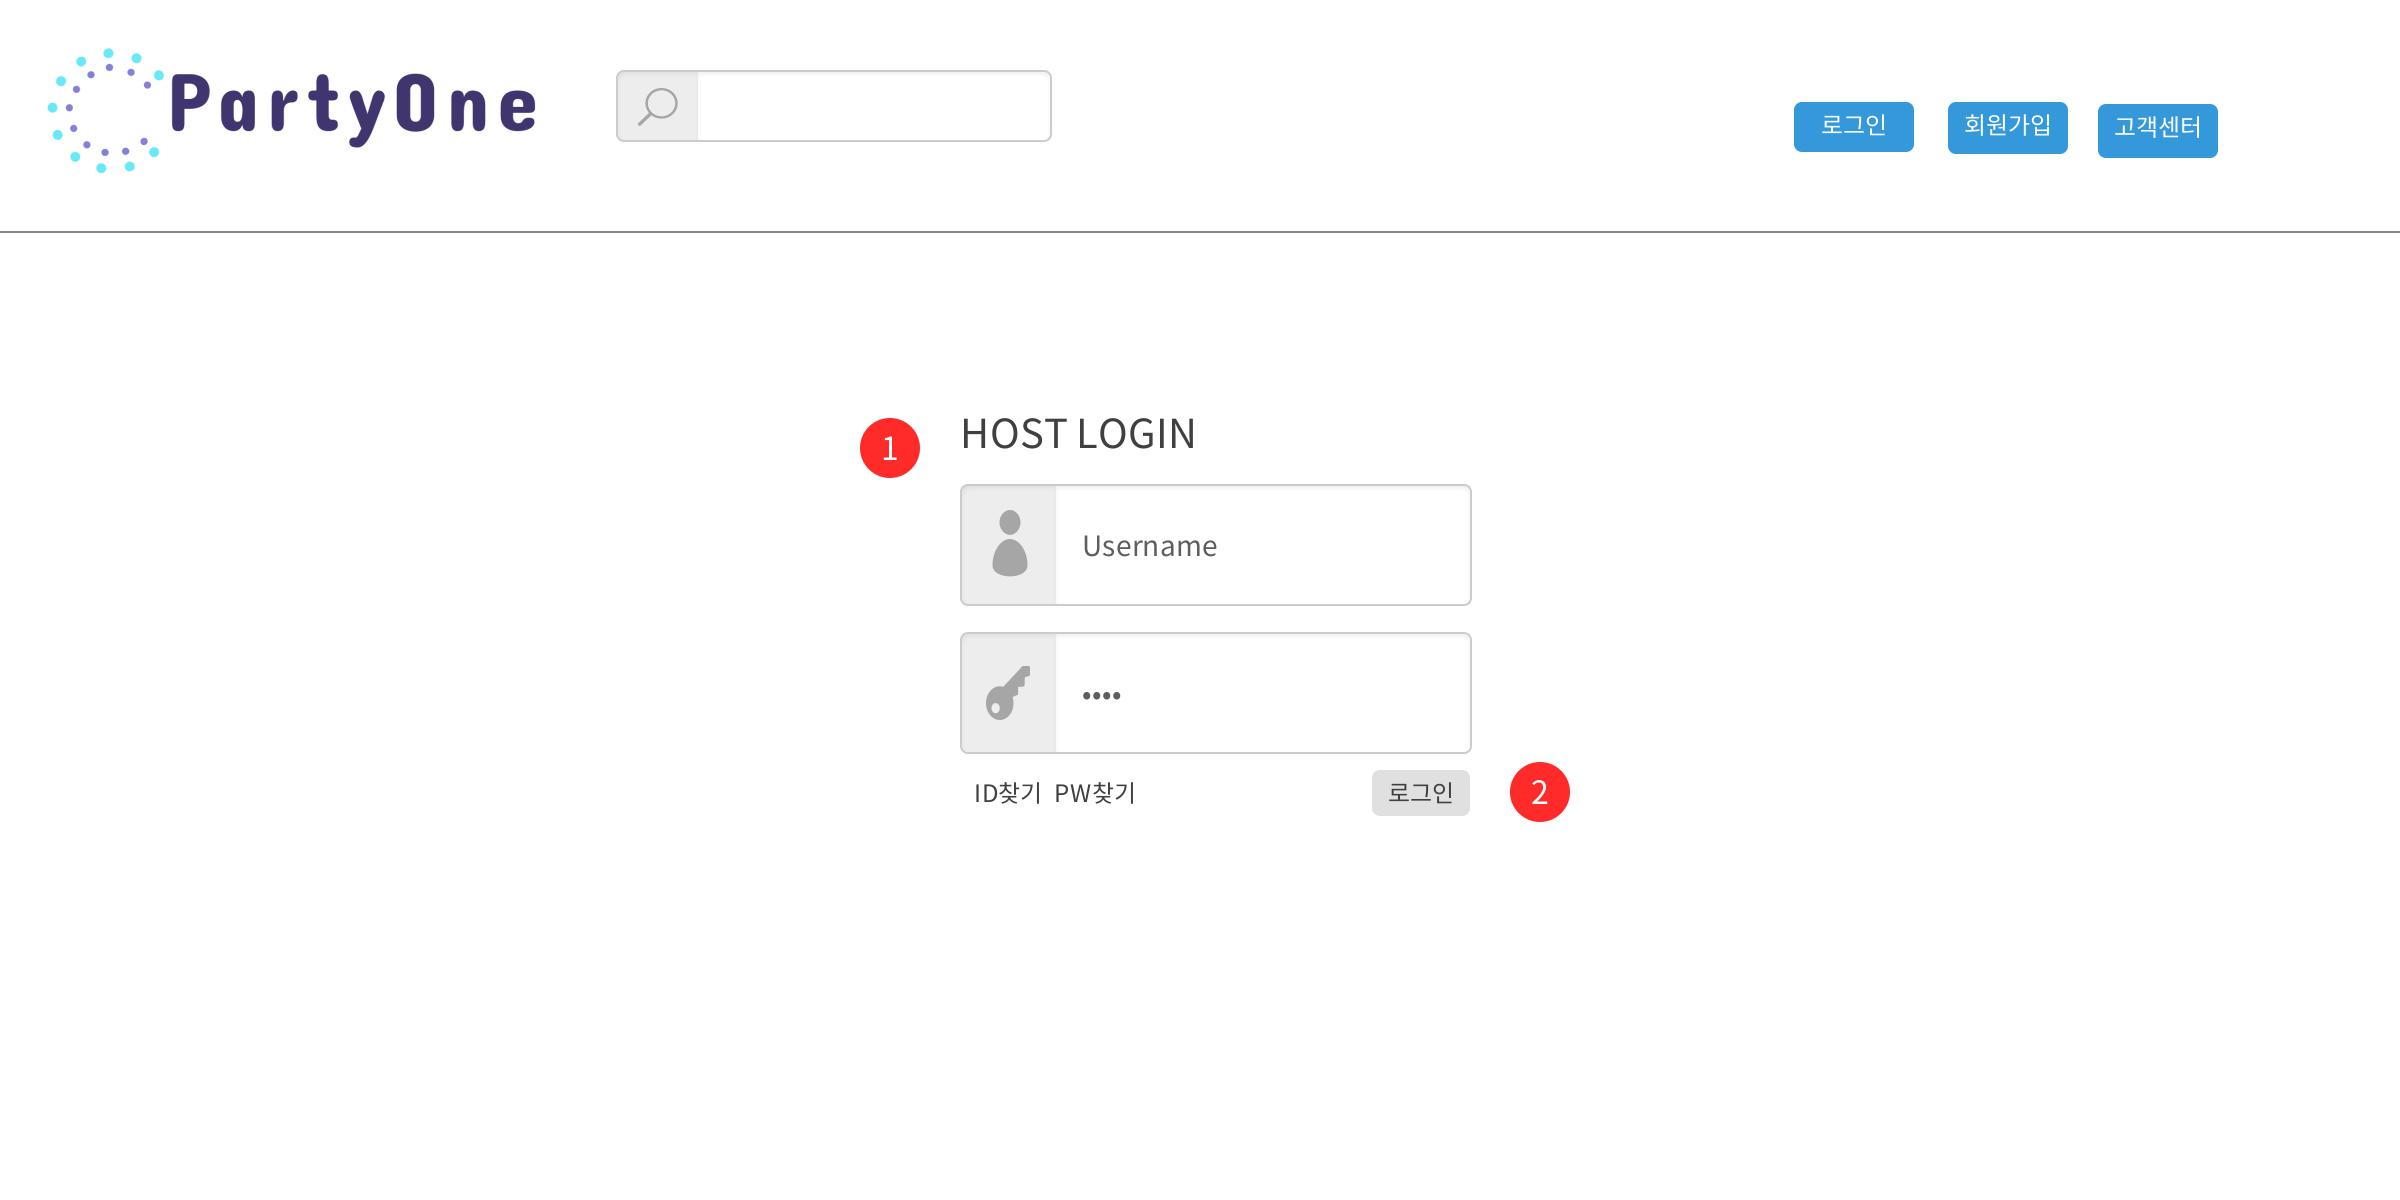 PartyOne
로그인 회원가입 고객센터
1 HOST LOGIN
Username
••••
ID찾기 PW찾기 로그인 2